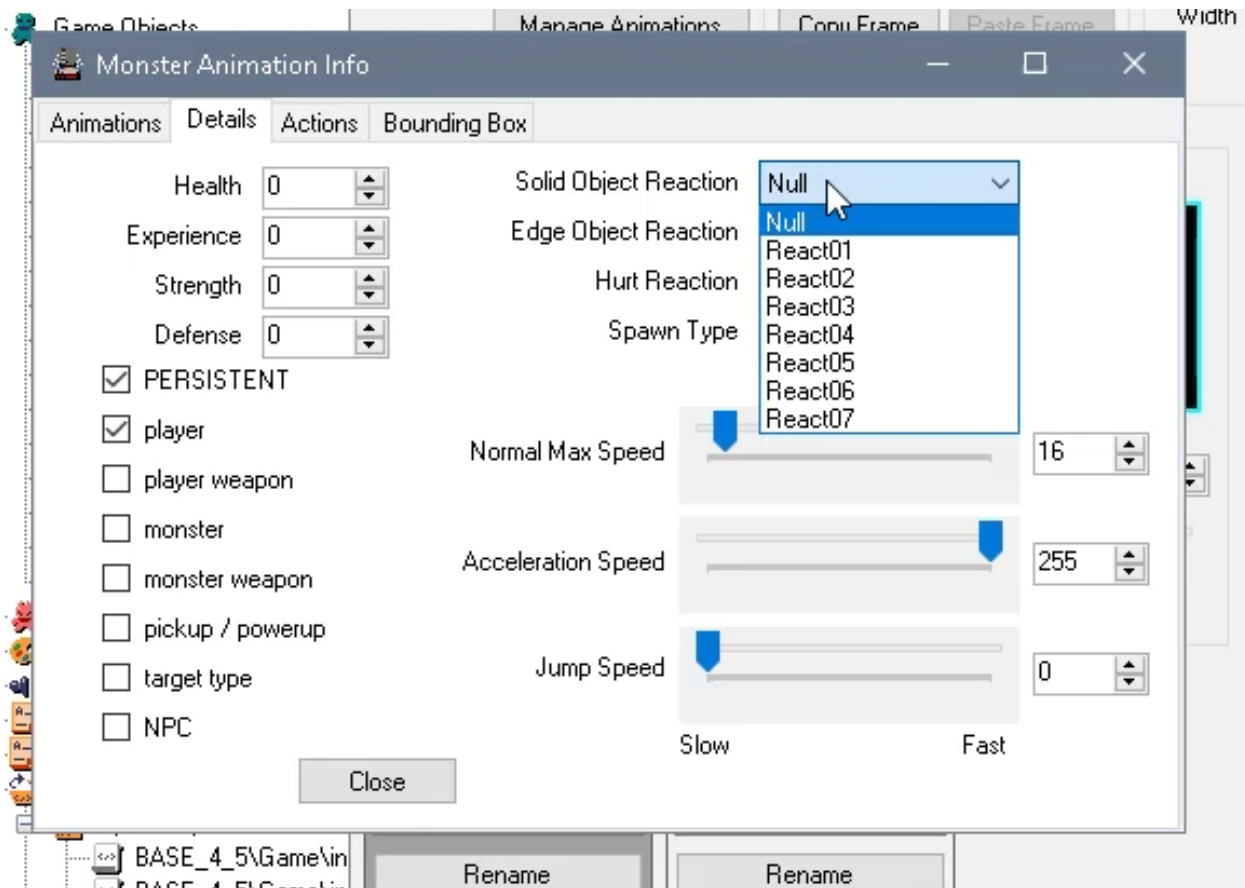 Game Objects
Manage Animations
Copy Frame
Paste Frame
Width
Monster Animation Info
Animations
Details
Actions
Bounding Box
Health 0
Experience 0
Strength 0
Defense 0
PERSISTENT
player
player weapon
monster
monster weapon
pickup / powerup
target type
NPC
Close
Solid Object Reaction Null
Edge Object Reaction
Hurt Reaction
Spawn Type
Null
React01
React02
React03
React04
React05
React06
React07
Normal Max Speed 16
Acceleration Speed 255
Jump Speed 0
Slow Fast
BASE_4_5\Game\in
BASE_4_5\Game\in
Rename
Rename